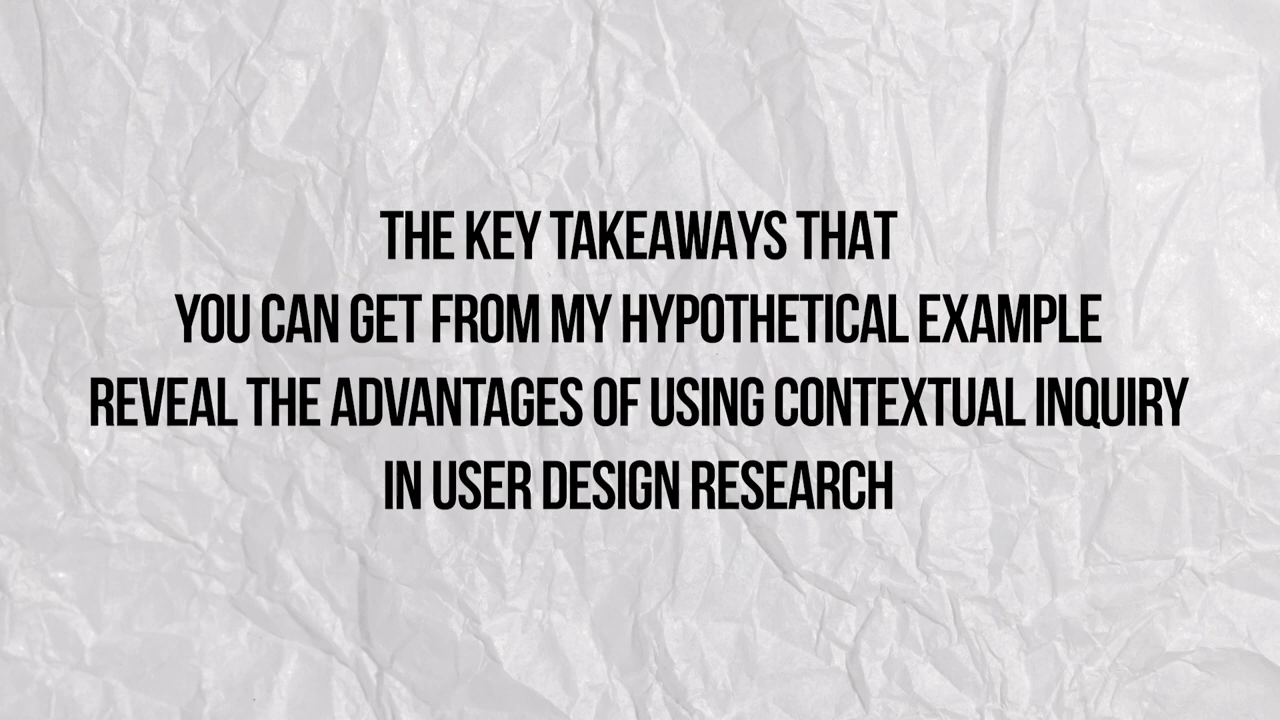 THE KEY TAKEAWAYS THAT
YOU CAN GET FROM MY HYPOTHETICAL EXAMPLE
REVEAL THE ADVANTAGES OF USING CONTEXTUAL INQUIRY
IN USER DESIGN RESEARCH